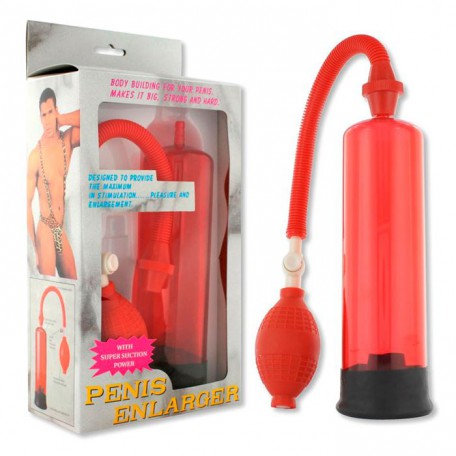 BODY BUILDING FOR YOUR PENIS.
MAKES IT BIG, STRONG AND HARD.
DESIGNED TO PROVIDE
THE MAXIMUM
IN STIMULATION.... PLEASURE AND
ENLARGEMENT
WITH
SUPER SUCTION
POWER
PENIS
ENLARGER